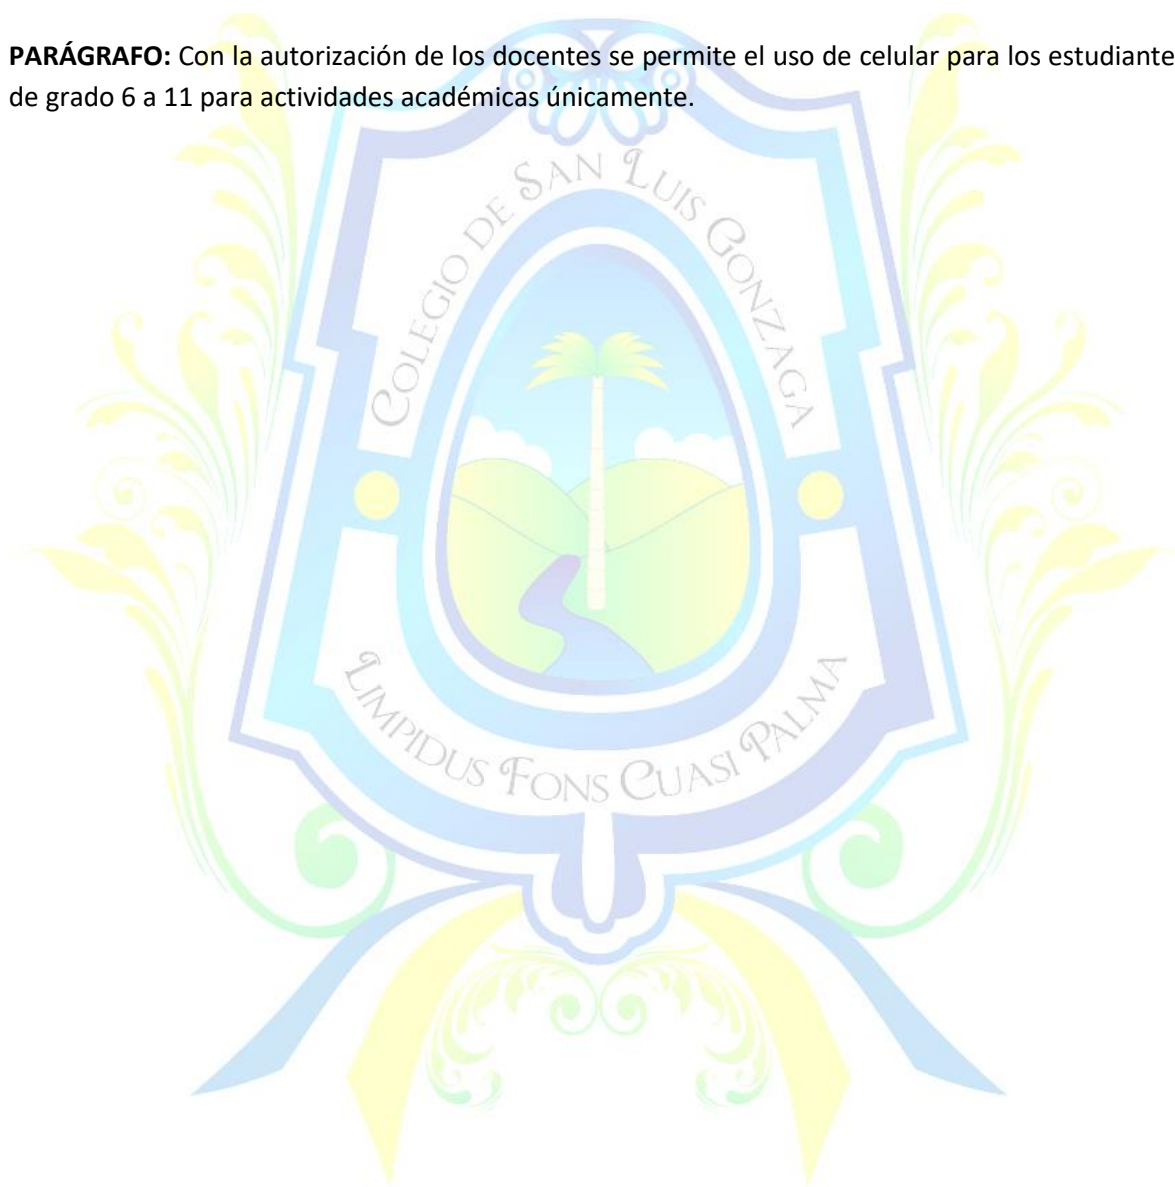 PARÁGRAFO: Con la autorización de los docentes se permite el uso de celular para los estudiante
de grado 6 a 11 para actividades académicas únicamente.
COLEGIO DE SAN LUIS GONZAGA
LIMPIDUS FONS CUASI PALMA